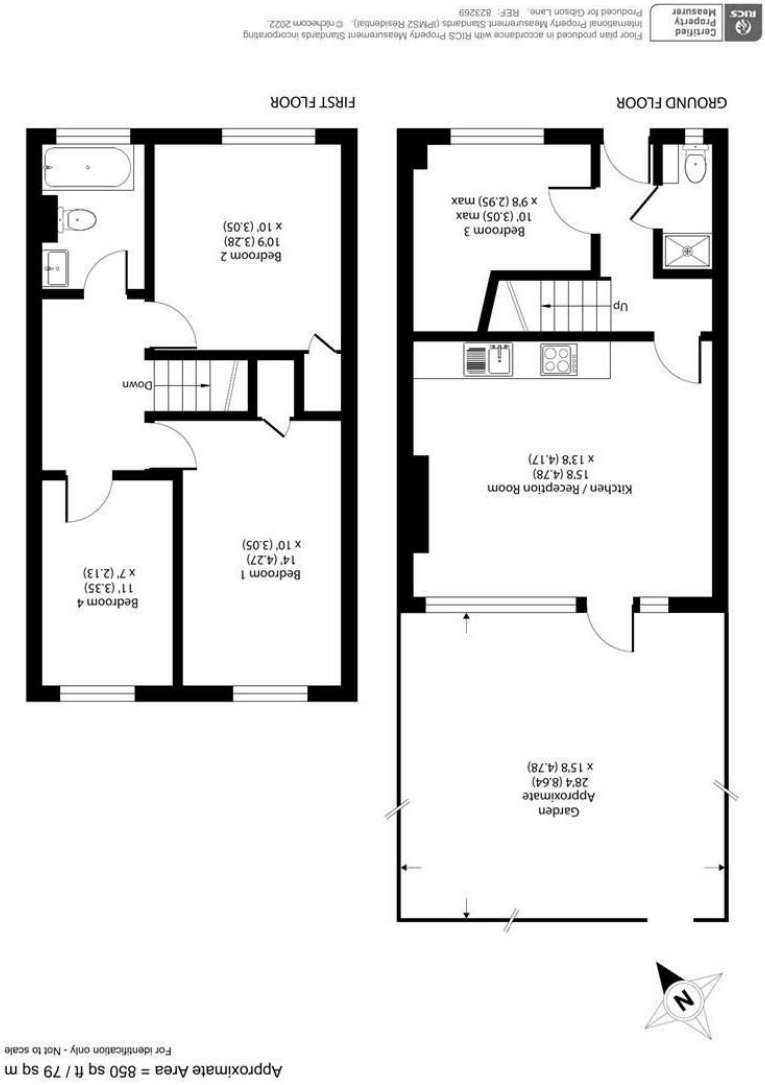 Approximate Area = 850 sq ft / 79 sq m
For identification only - Not to scale
N
Garden
Approximate
28'4 (8.64)
x 15'8 (4.78)
Kitchen / Reception Room
15'8 (4.78)
x 13'8 (4.17)
Up
Bedroom 3
10' (3.05) max
x 9'8 (2.95) max
GROUND FLOOR
Bedroom 1
14' (4.27)
x 10' (3.05)
Bedroom 4
11' (3.35)
x 7' (2.13)
Down
Bedroom 2
10'9 (3.28)
x 10' (3.05)
FIRST FLOOR
RICS
Certified
Property
Measurer
Floor plan produced in accordance with RICS Property Measurement Standards incorporating
International Property Measurement Standards (IPMS2 Residential). © nichecom 2022.
Produced for Gibson Lane. REF: 823269